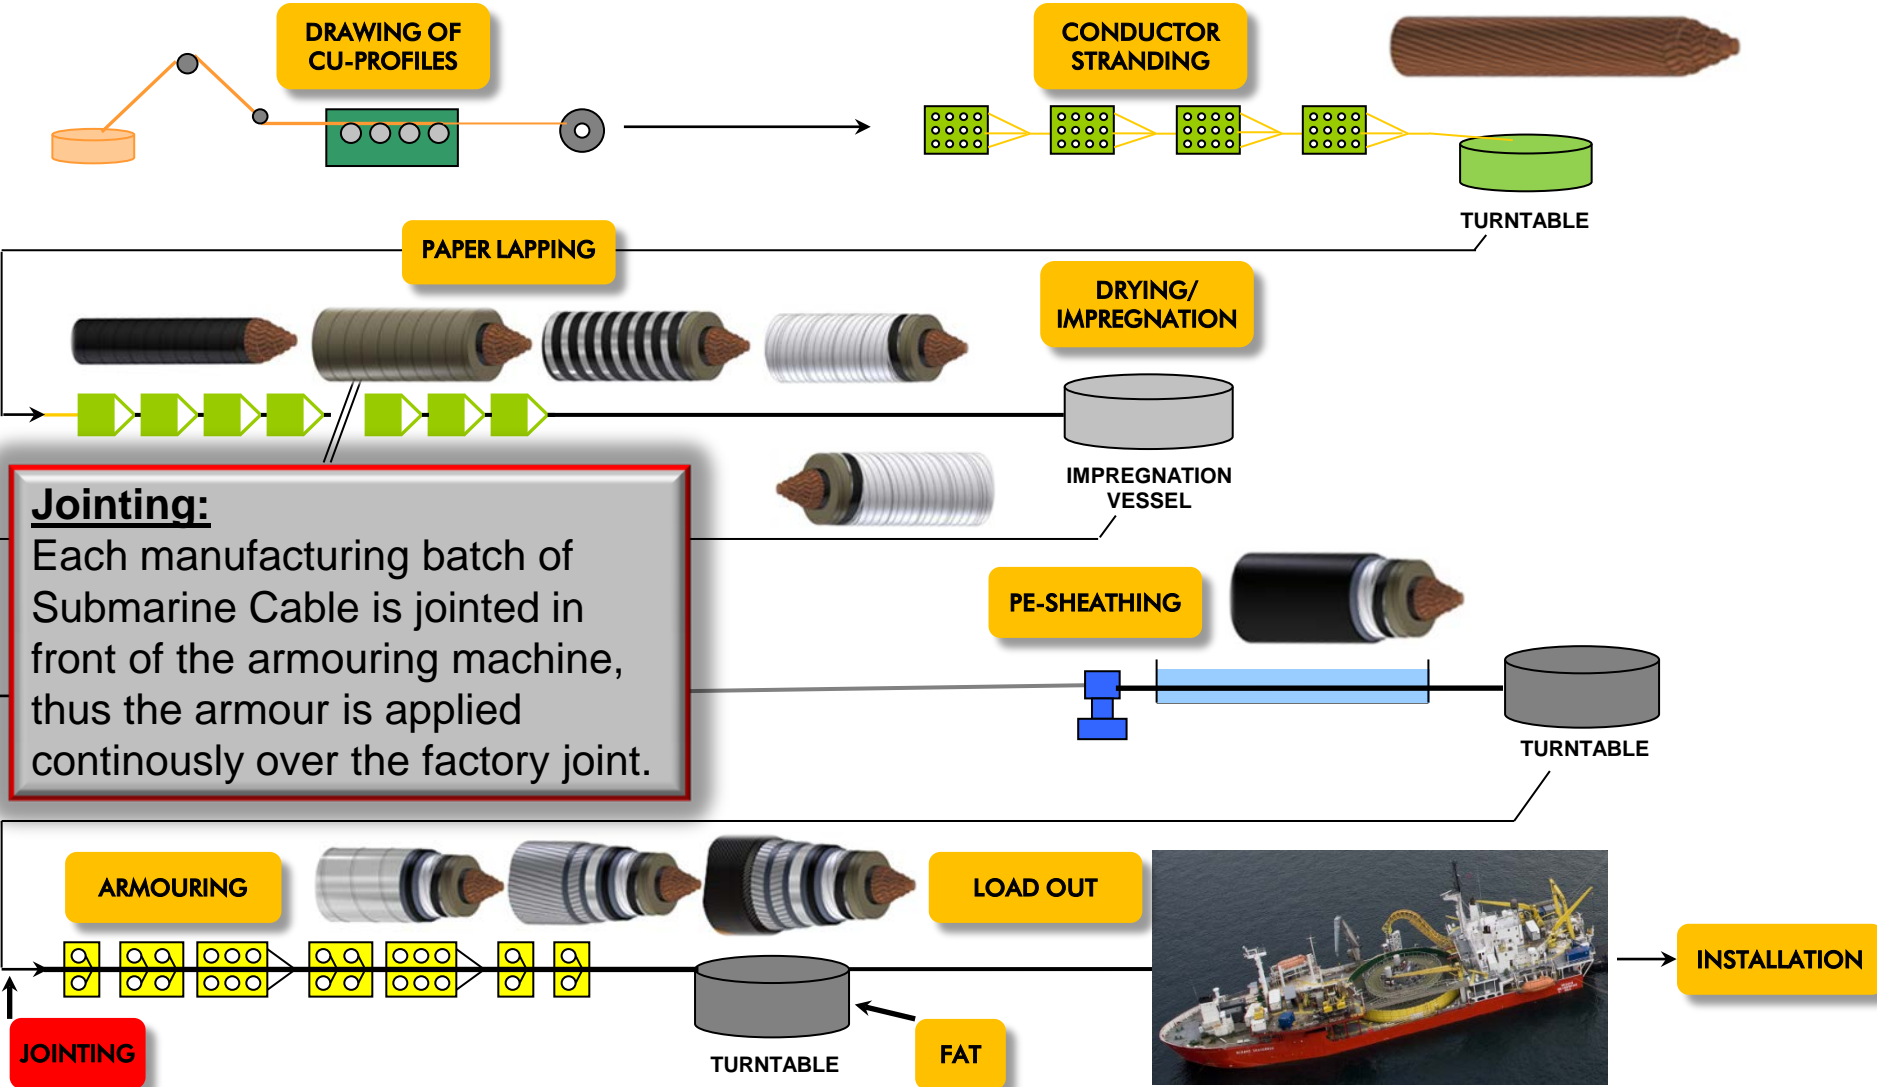 DRAWING OF
CU-PROFILES
CONDUCTOR
STRANDING
TURNTABLE
PAPER LAPPING
DRYING/
IMPREGNATION
IMPREGNATION
VESSEL
Jointing:
Each manufacturing batch of
Submarine Cable is jointed in
front of the armouring machine,
thus the armour is applied
continously over the factory joint.
PE-SHEATHING
TURNTABLE
ARMOURING
LOAD OUT
INSTALLATION
JOINTING
TURNTABLE
FAT